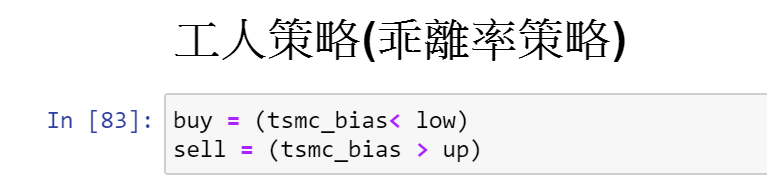 工人策略(乖離率策略)
In [83]: buy = (tsmc_bias< low)
sell = (tsmc_bias > up)